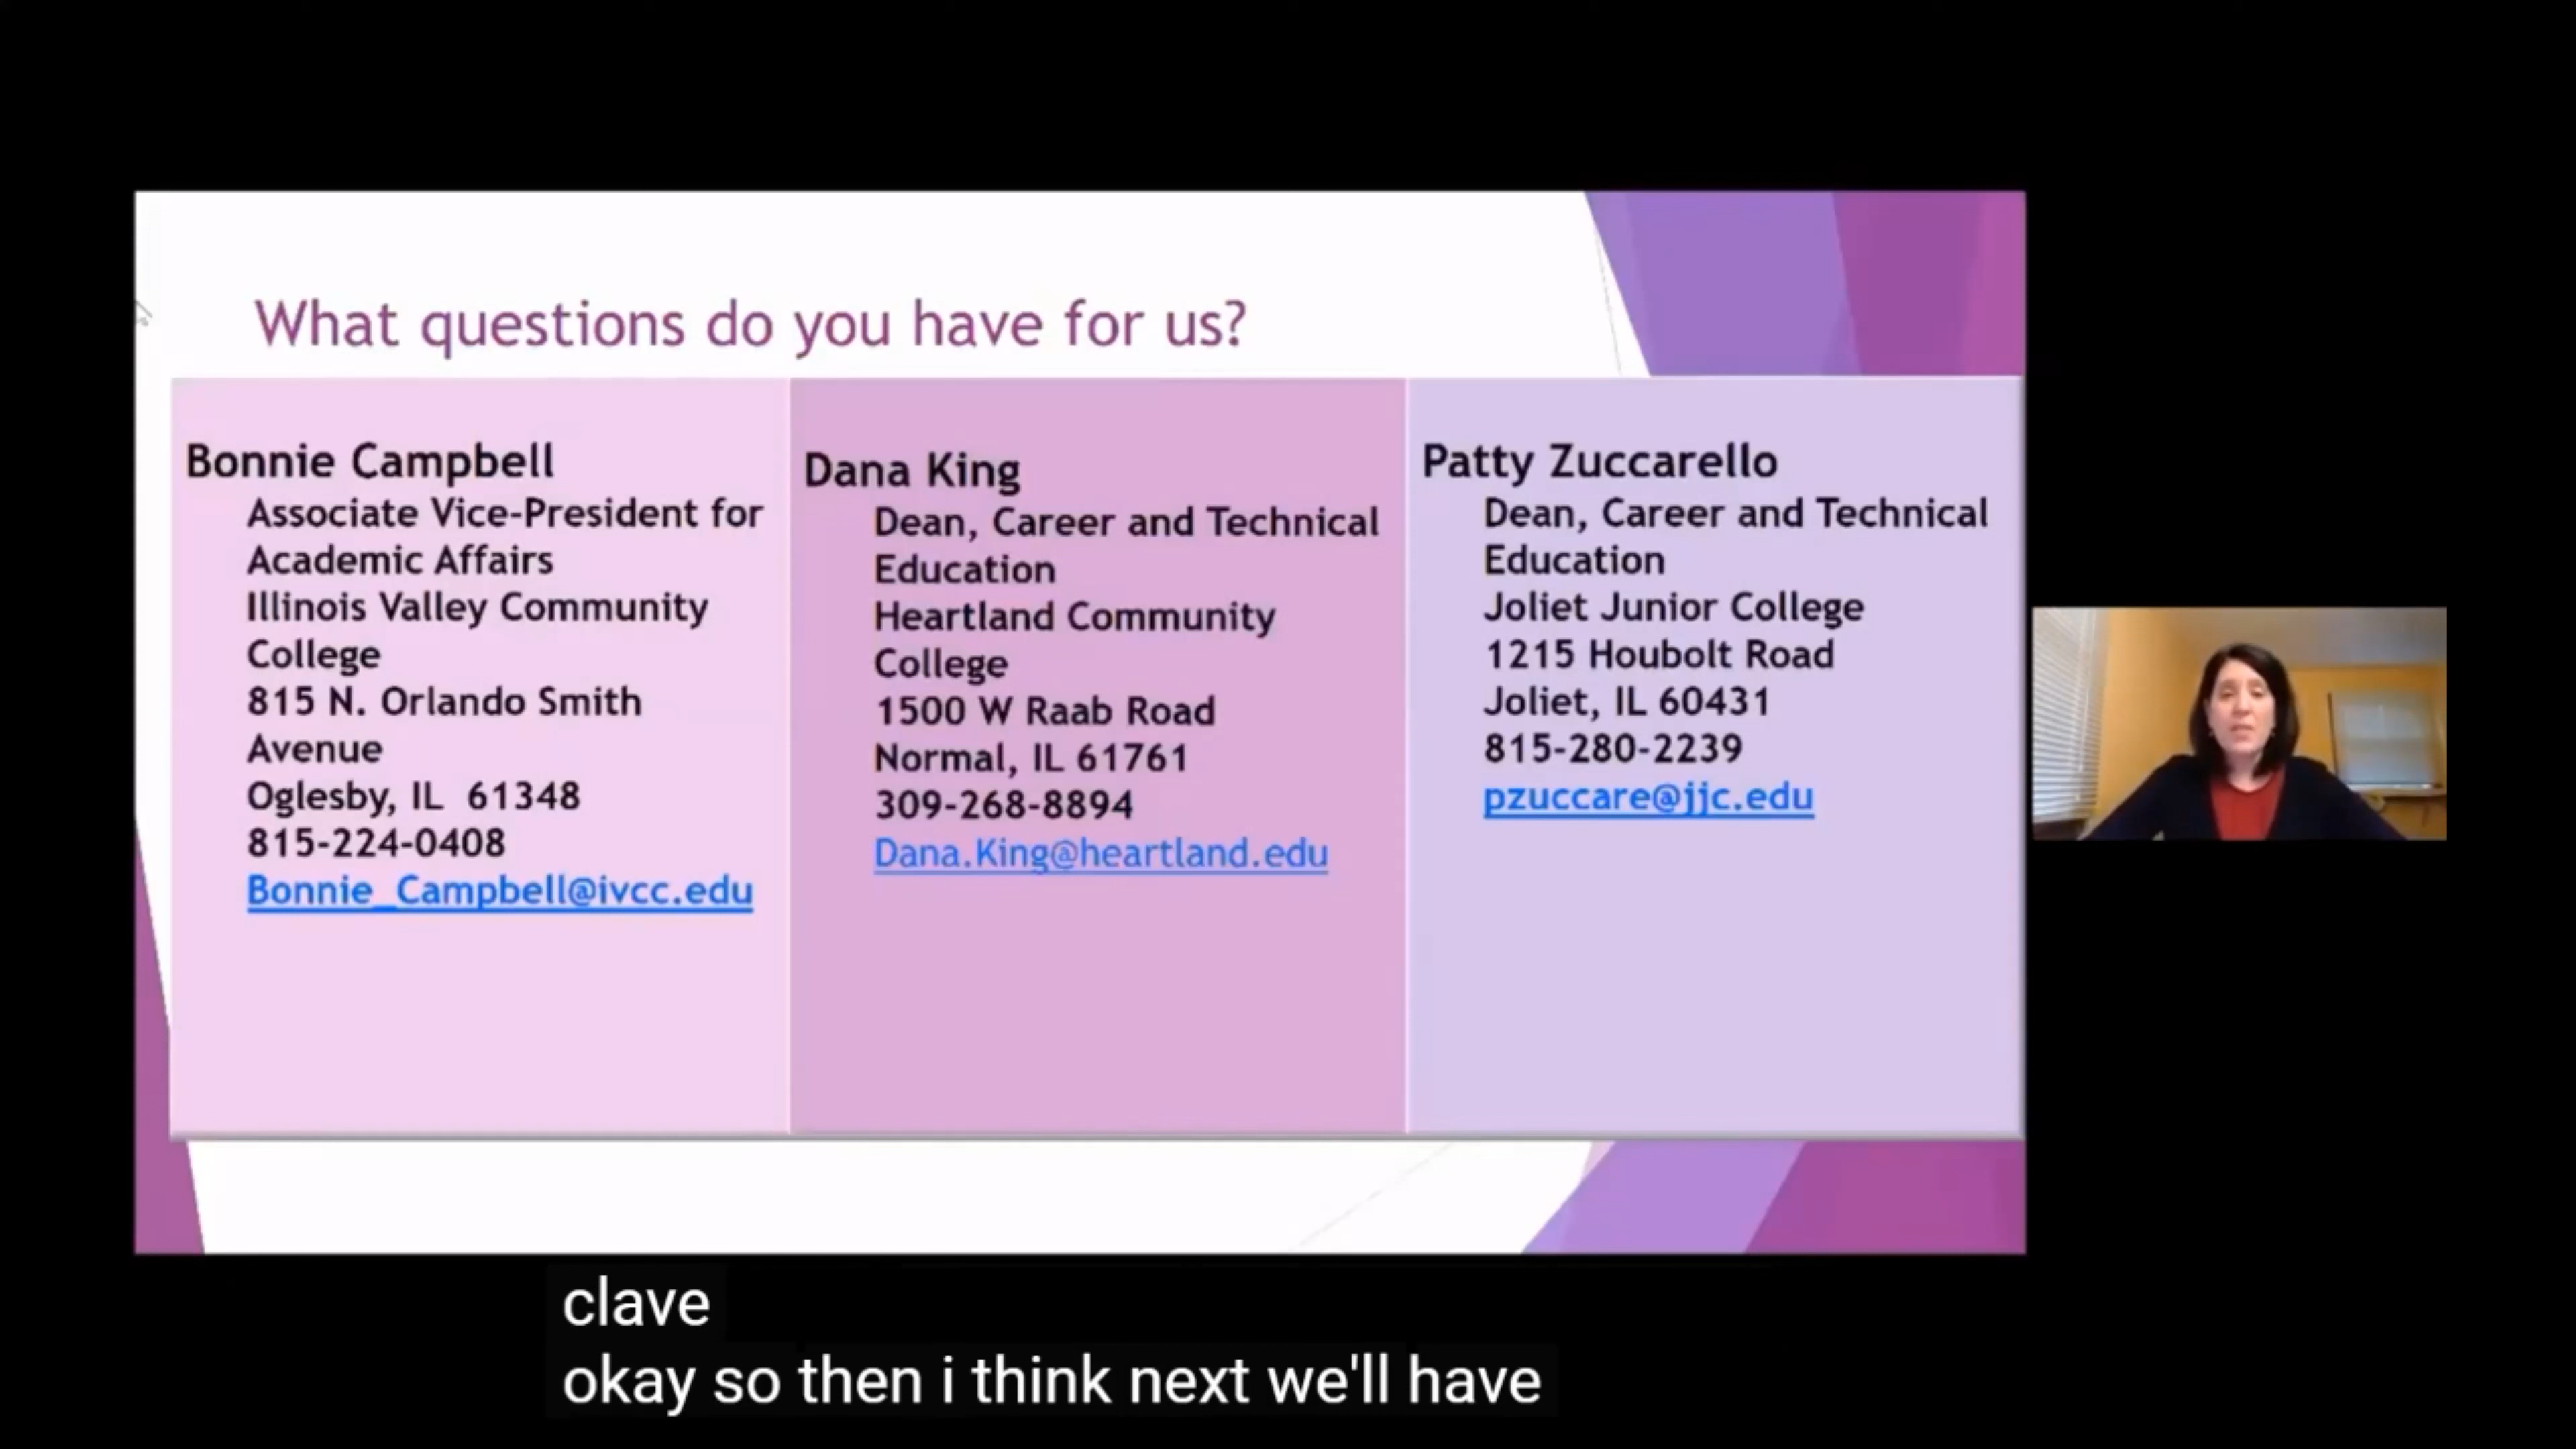 What questions do you have for us?
Bonnie Campbell
Associate Vice-President for
Academic Affairs
Illinois Valley Community
College
815 N. Orlando Smith
Avenue
Oglesby, IL  61348
815-224-0408
Bonnie_Campbell@ivcc.edu
Dana King
Dean, Career and Technical
Education
Heartland Community
College
1500 W Raab Road
Normal, IL 61761
309-268-8894
Dana.King@heartland.edu
Patty Zuccarello
Dean, Career and Technical
Education
Joliet Junior College
1215 Houbolt Road
Joliet, IL 60431
815-280-2239
pzuccare@jjc.edu
clave
okay so then i think next we'll have